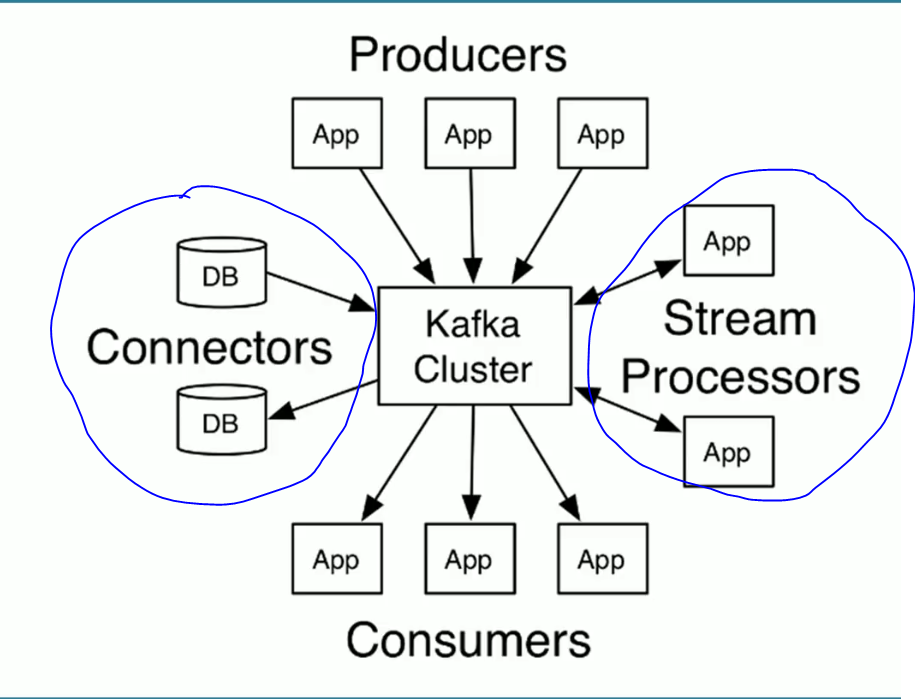 Producers
App
App
App
DB
App
Connectors
Kafka
Cluster
Stream
Processors
DB
App
App
App
App
Consumers